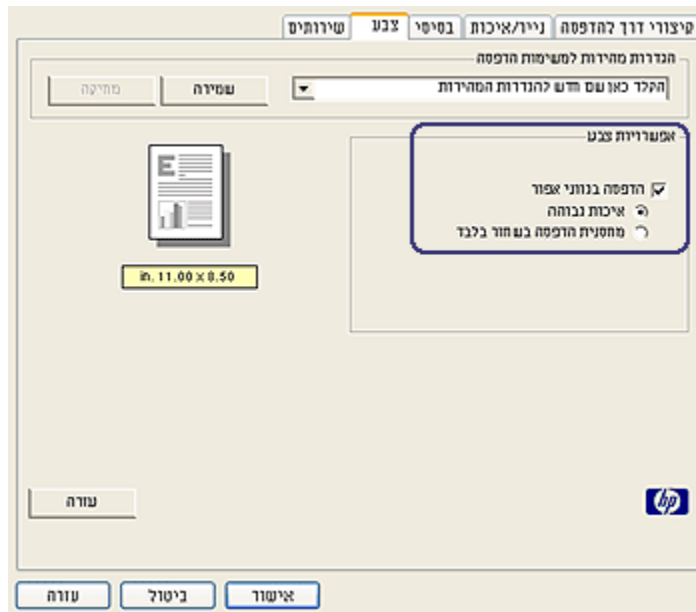 קיצורי דרך להדפסה נייר/איכות בסיסי צבע שירותים
הגדרות מהירות למשימות הדפסה
הקלד כאן שם חדש להגדרות המהירות
שמירה
מחיקה
אפשרויות צבע
הדפסה בגווני אפור
איכות גבוהה
מחסנית הדפסה בשחור בלבד
E
in. 11.00 x 8.50
עזרה
hp
אישור ביטול עזרה